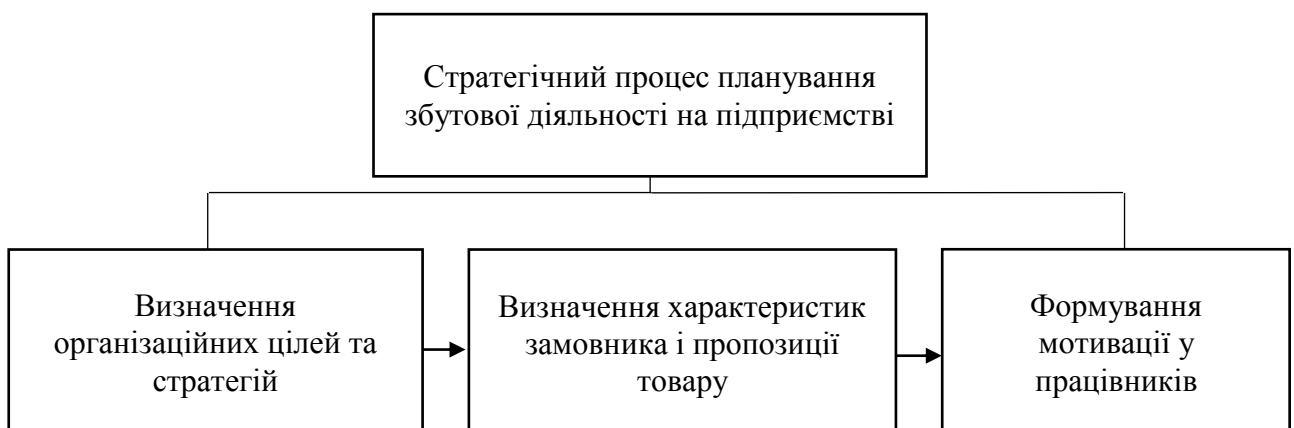 Стратегічний процес планування
збутової діяльності на підприємстві
Визначення
організаційних цілей та
стратегій
Визначення характеристик
замовника і пропозиції
товару
Формування
мотивації у
працівників